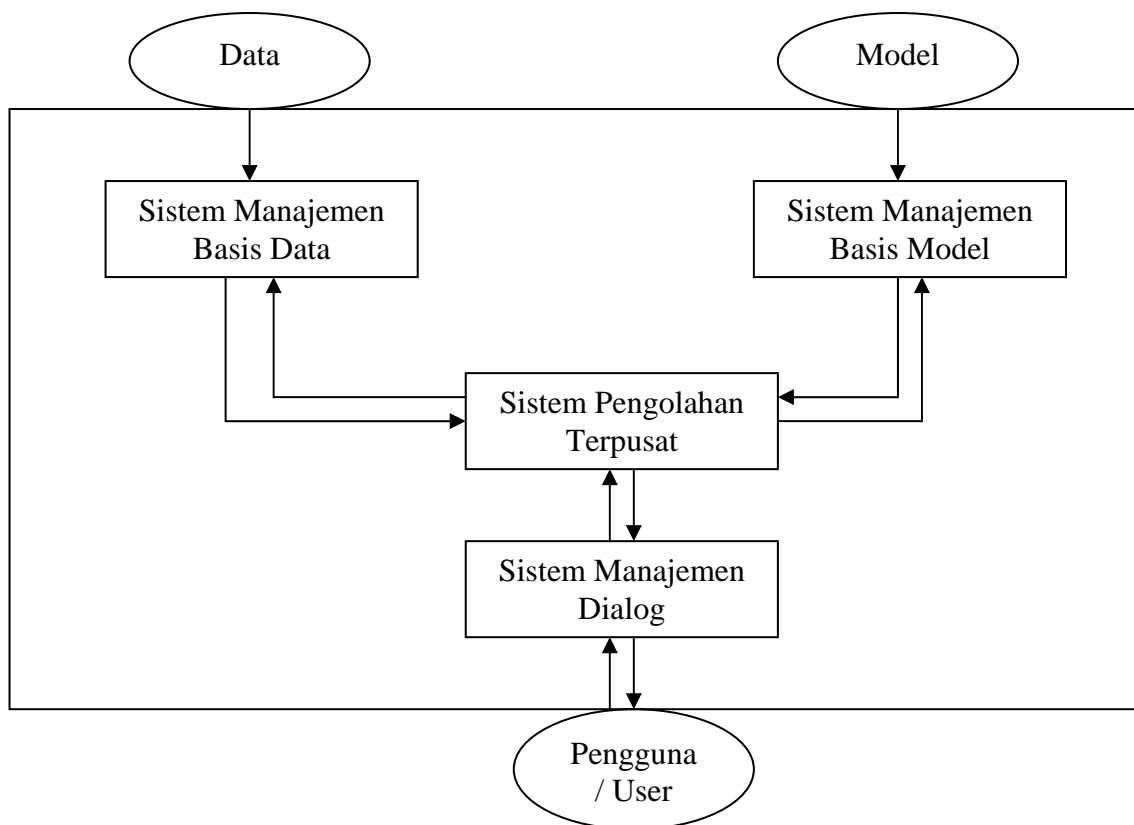 Data
Model
Sistem Manajemen
Basis Data
Sistem Manajemen
Basis Model
Sistem Pengolahan
Terpusat
Sistem Manajemen
Dialog
Pengguna
/ User